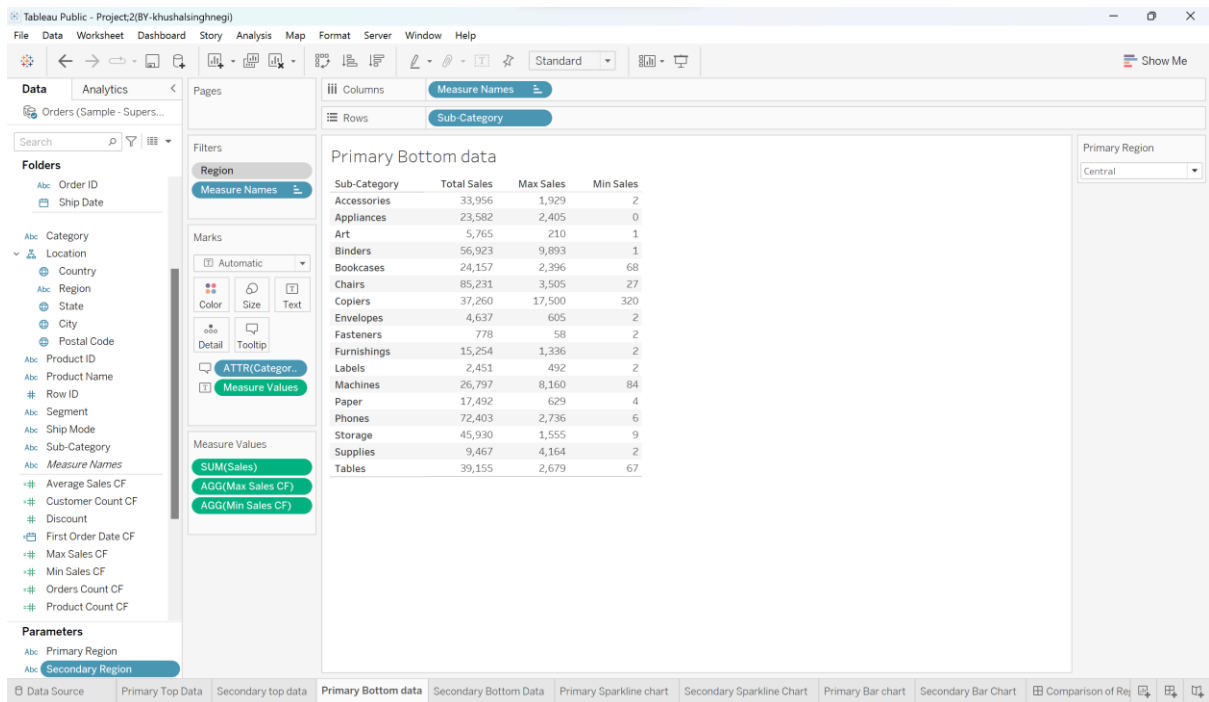 Tableau Public - Project;2(BY-khushalsinghnegi)
File Data Worksheet Dashboard Story Analysis Map Format Server Window Help
Standard
Show Me
Data Analytics
Orders (Sample - Supers...
Search
Folders
Abc Order ID
Ship Date
Abc Category
Location
Country
Abc Region
State
City
Postal Code
Abc Product ID
Abc Product Name
# Row ID
Abc Segment
Abc Ship Mode
Abc Sub-Category
Abc Measure Names
=# Average Sales CF
=# Customer Count CF
# Discount
First Order Date CF
=# Max Sales CF
=# Min Sales CF
=# Orders Count CF
=# Product Count CF
Parameters
Abc Primary Region
Abc Secondary Region
Pages
Filters
Region
Measure Names
Marks
T Automatic
Color Size Text
Detail Tooltip
ATTR(Categor..
T Measure Values
Measure Values
SUM(Sales)
AGG(Max Sales CF)
AGG(Min Sales CF)
Columns Measure Names
Rows Sub-Category
Primary Bottom data
Sub-Category Total Sales Max Sales Min Sales
Accessories 33,956 1,929 2
Appliances 23,582 2,405 0
Art 5,765 210 1
Binders 56,923 9,893 1
Bookcases 24,157 2,396 68
Chairs 85,231 3,505 27
Copiers 37,260 17,500 320
Envelopes 4,637 605 2
Fasteners 778 58 2
Furnishings 15,254 1,336 2
Labels 2,451 492 2
Machines 26,797 8,160 84
Paper 17,492 629 4
Phones 72,403 2,736 6
Storage 45,930 1,555 9
Supplies 9,467 4,164 2
Tables 39,155 2,679 67
Primary Region
Central
Data Source Primary Top Data Secondary top data Primary Bottom data Secondary Bottom Data Primary Sparkline chart Secondary Sparkline Chart Primary Bar chart Secondary Bar Chart Comparison of Re